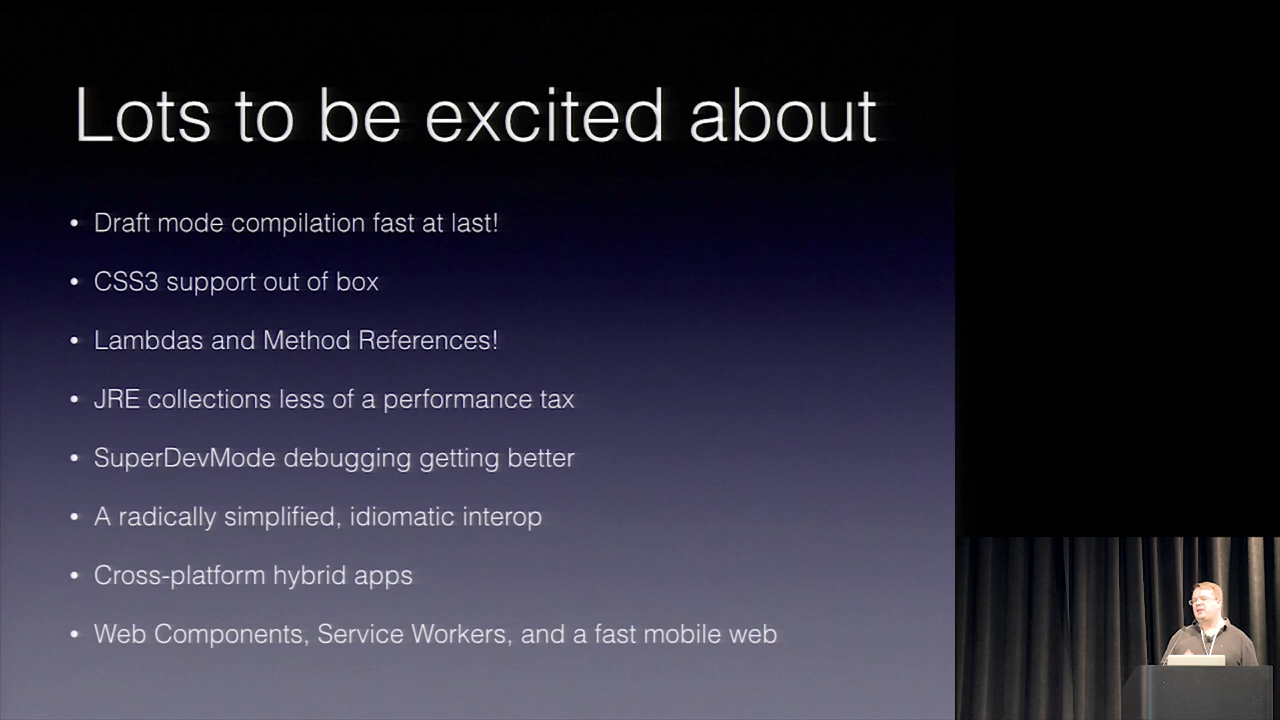 Lots to be excited about
• Draft mode compilation fast at last!
• CSS3 support out of box
• Lambdas and Method References!
• JRE collections less of a performance tax
• SuperDevMode debugging getting better
• A radically simplified, idiomatic interop
• Cross-platform hybrid apps
• Web Components, Service Workers, and a fast mobile web